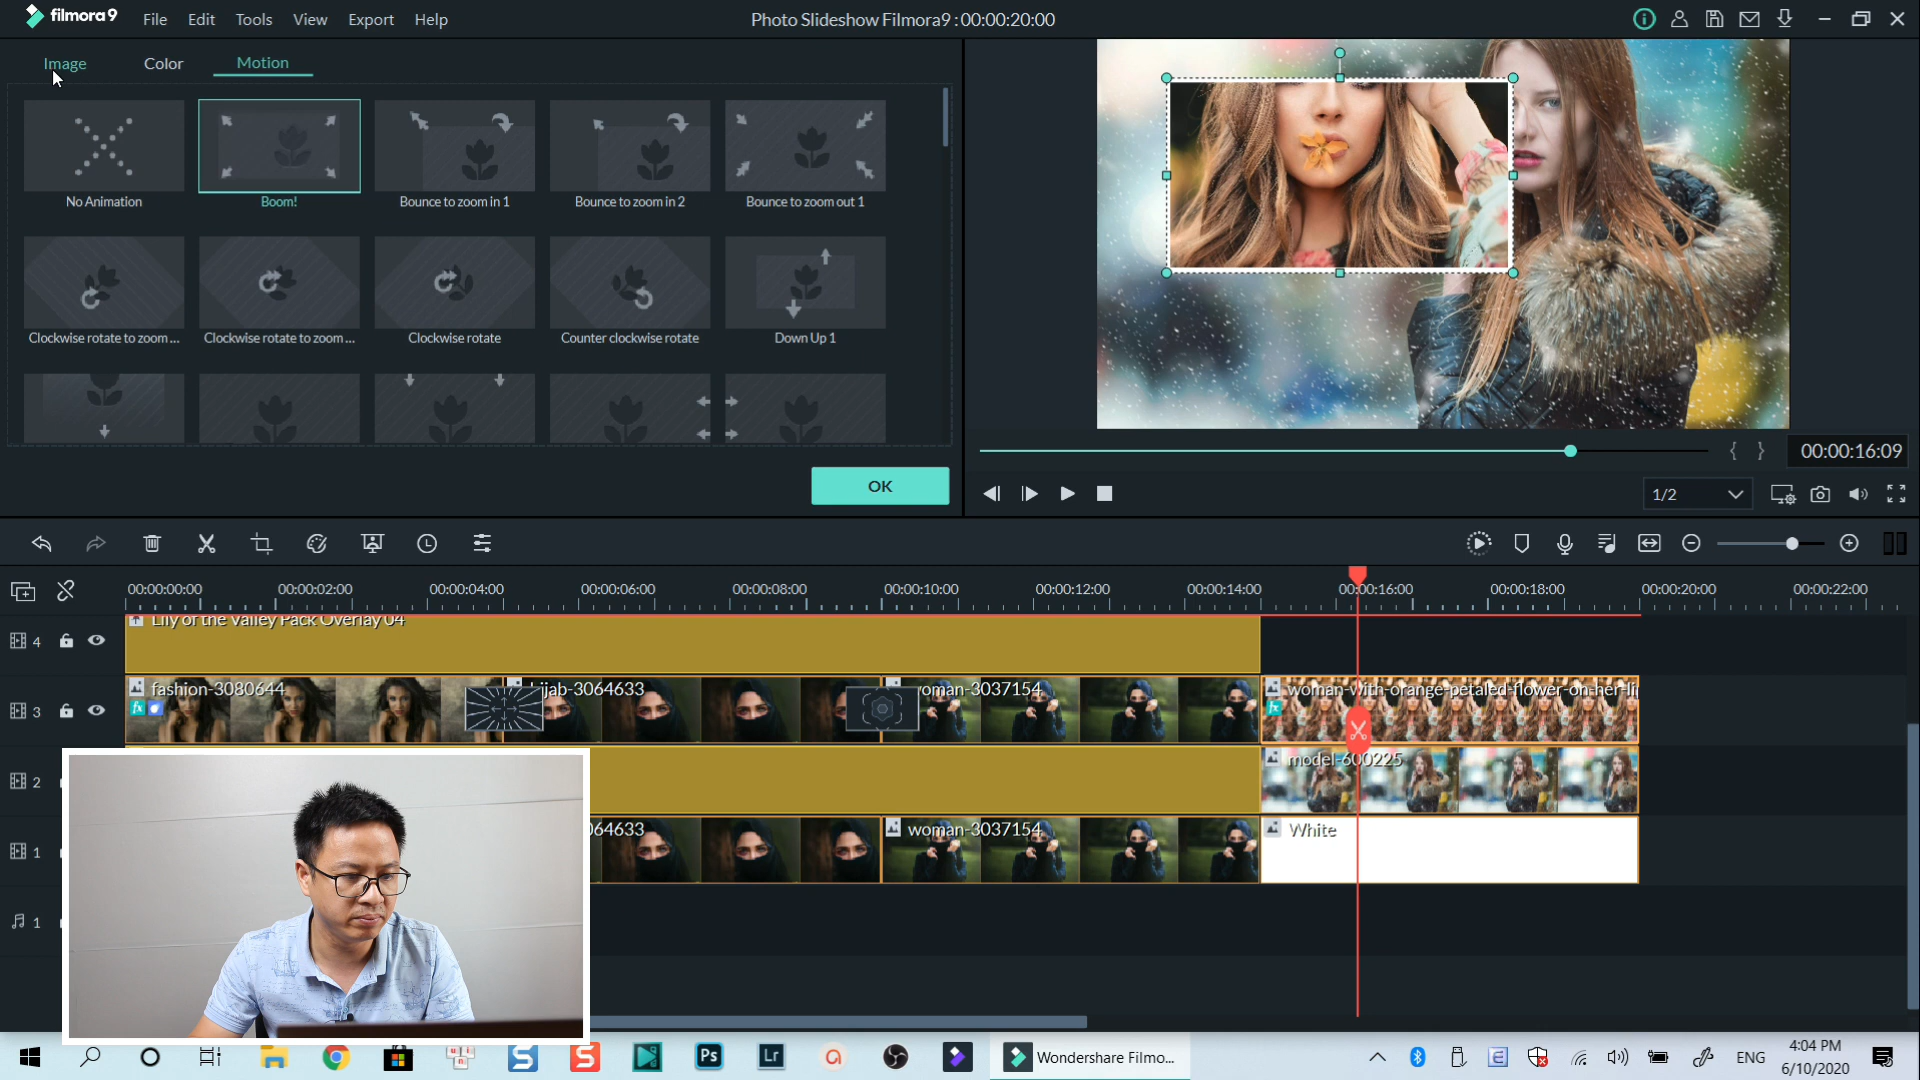 filmora9 File Edit Tools View Export Help Photo Slideshow Filmora9 : 00:00:20:00
Image Color Motion
No Animation Boom! Bounce to zoom in 1 Bounce to zoom in 2 Bounce to zoom out 1
Clockwise rotate to zoom ... Clockwise rotate to zoom ... Clockwise rotate Counter clockwise rotate Down Up 1
{ } 00:00:16:09
OK
1/2
00:00:00:00 00:00:02:00 00:00:04:00 00:00:06:00 00:00:08:00 00:00:10:00 00:00:12:00 00:00:14:00 00:00:16:00 00:00:18:00 00:00:20:00 00:00:22:00
4 Lily of the Valley Pack Overlay 04
3 fashion-3080644 hijab-3064633 woman-3037154 woman-with-orange-petaled-flower-on-her-li
fx fx
2 model-600225
1 064633 woman-3037154 White
1
Ps Lr Wondershare Filmo... ENG 4:04 PM
6/10/2020